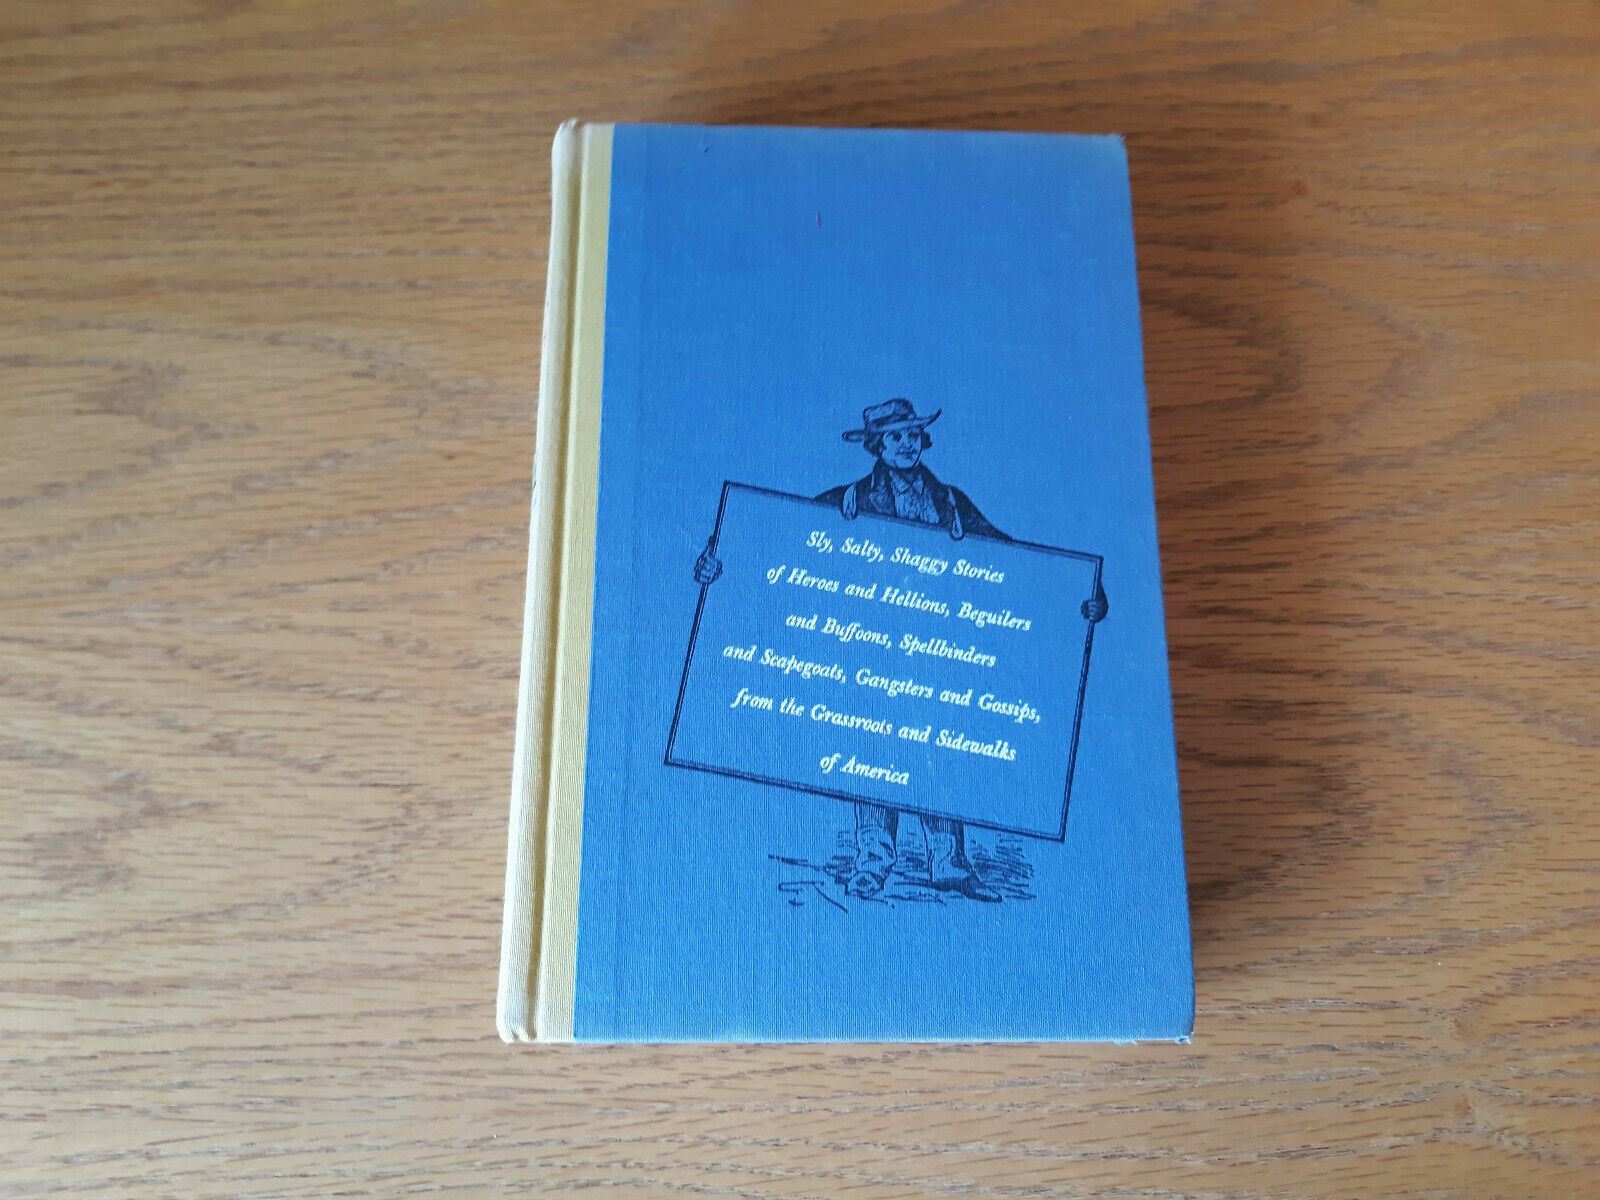 Sly, Salty, Shaggy Stories
of Heroes and Hellions, Beguilers
and Buffoons, Spellbinders
and Scapegoats, Gangsters and Gossips,
from the Grassroots and Sidewalks
of America